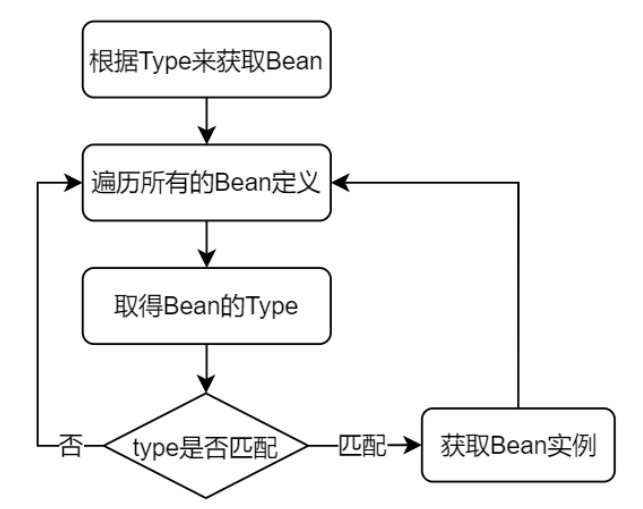 根据Type来获取Bean
遍历所有的Bean定义
取得Bean的Type
否
type是否匹配
匹配
获取Bean实例